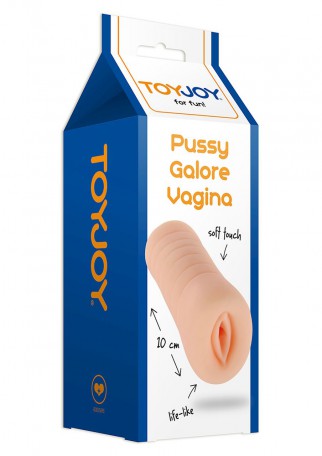 TOYJOY®
for fun!
Pussy
Galore
Vagina
soft touch
10 cm
life-like
TOYJOY®